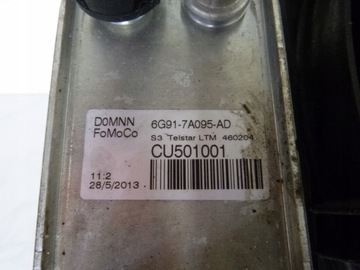 D0MNN 6G91-7A095-AD
FoMoCo S3 Telstar LTM 460204
CU501001
11:2
28/5/2013